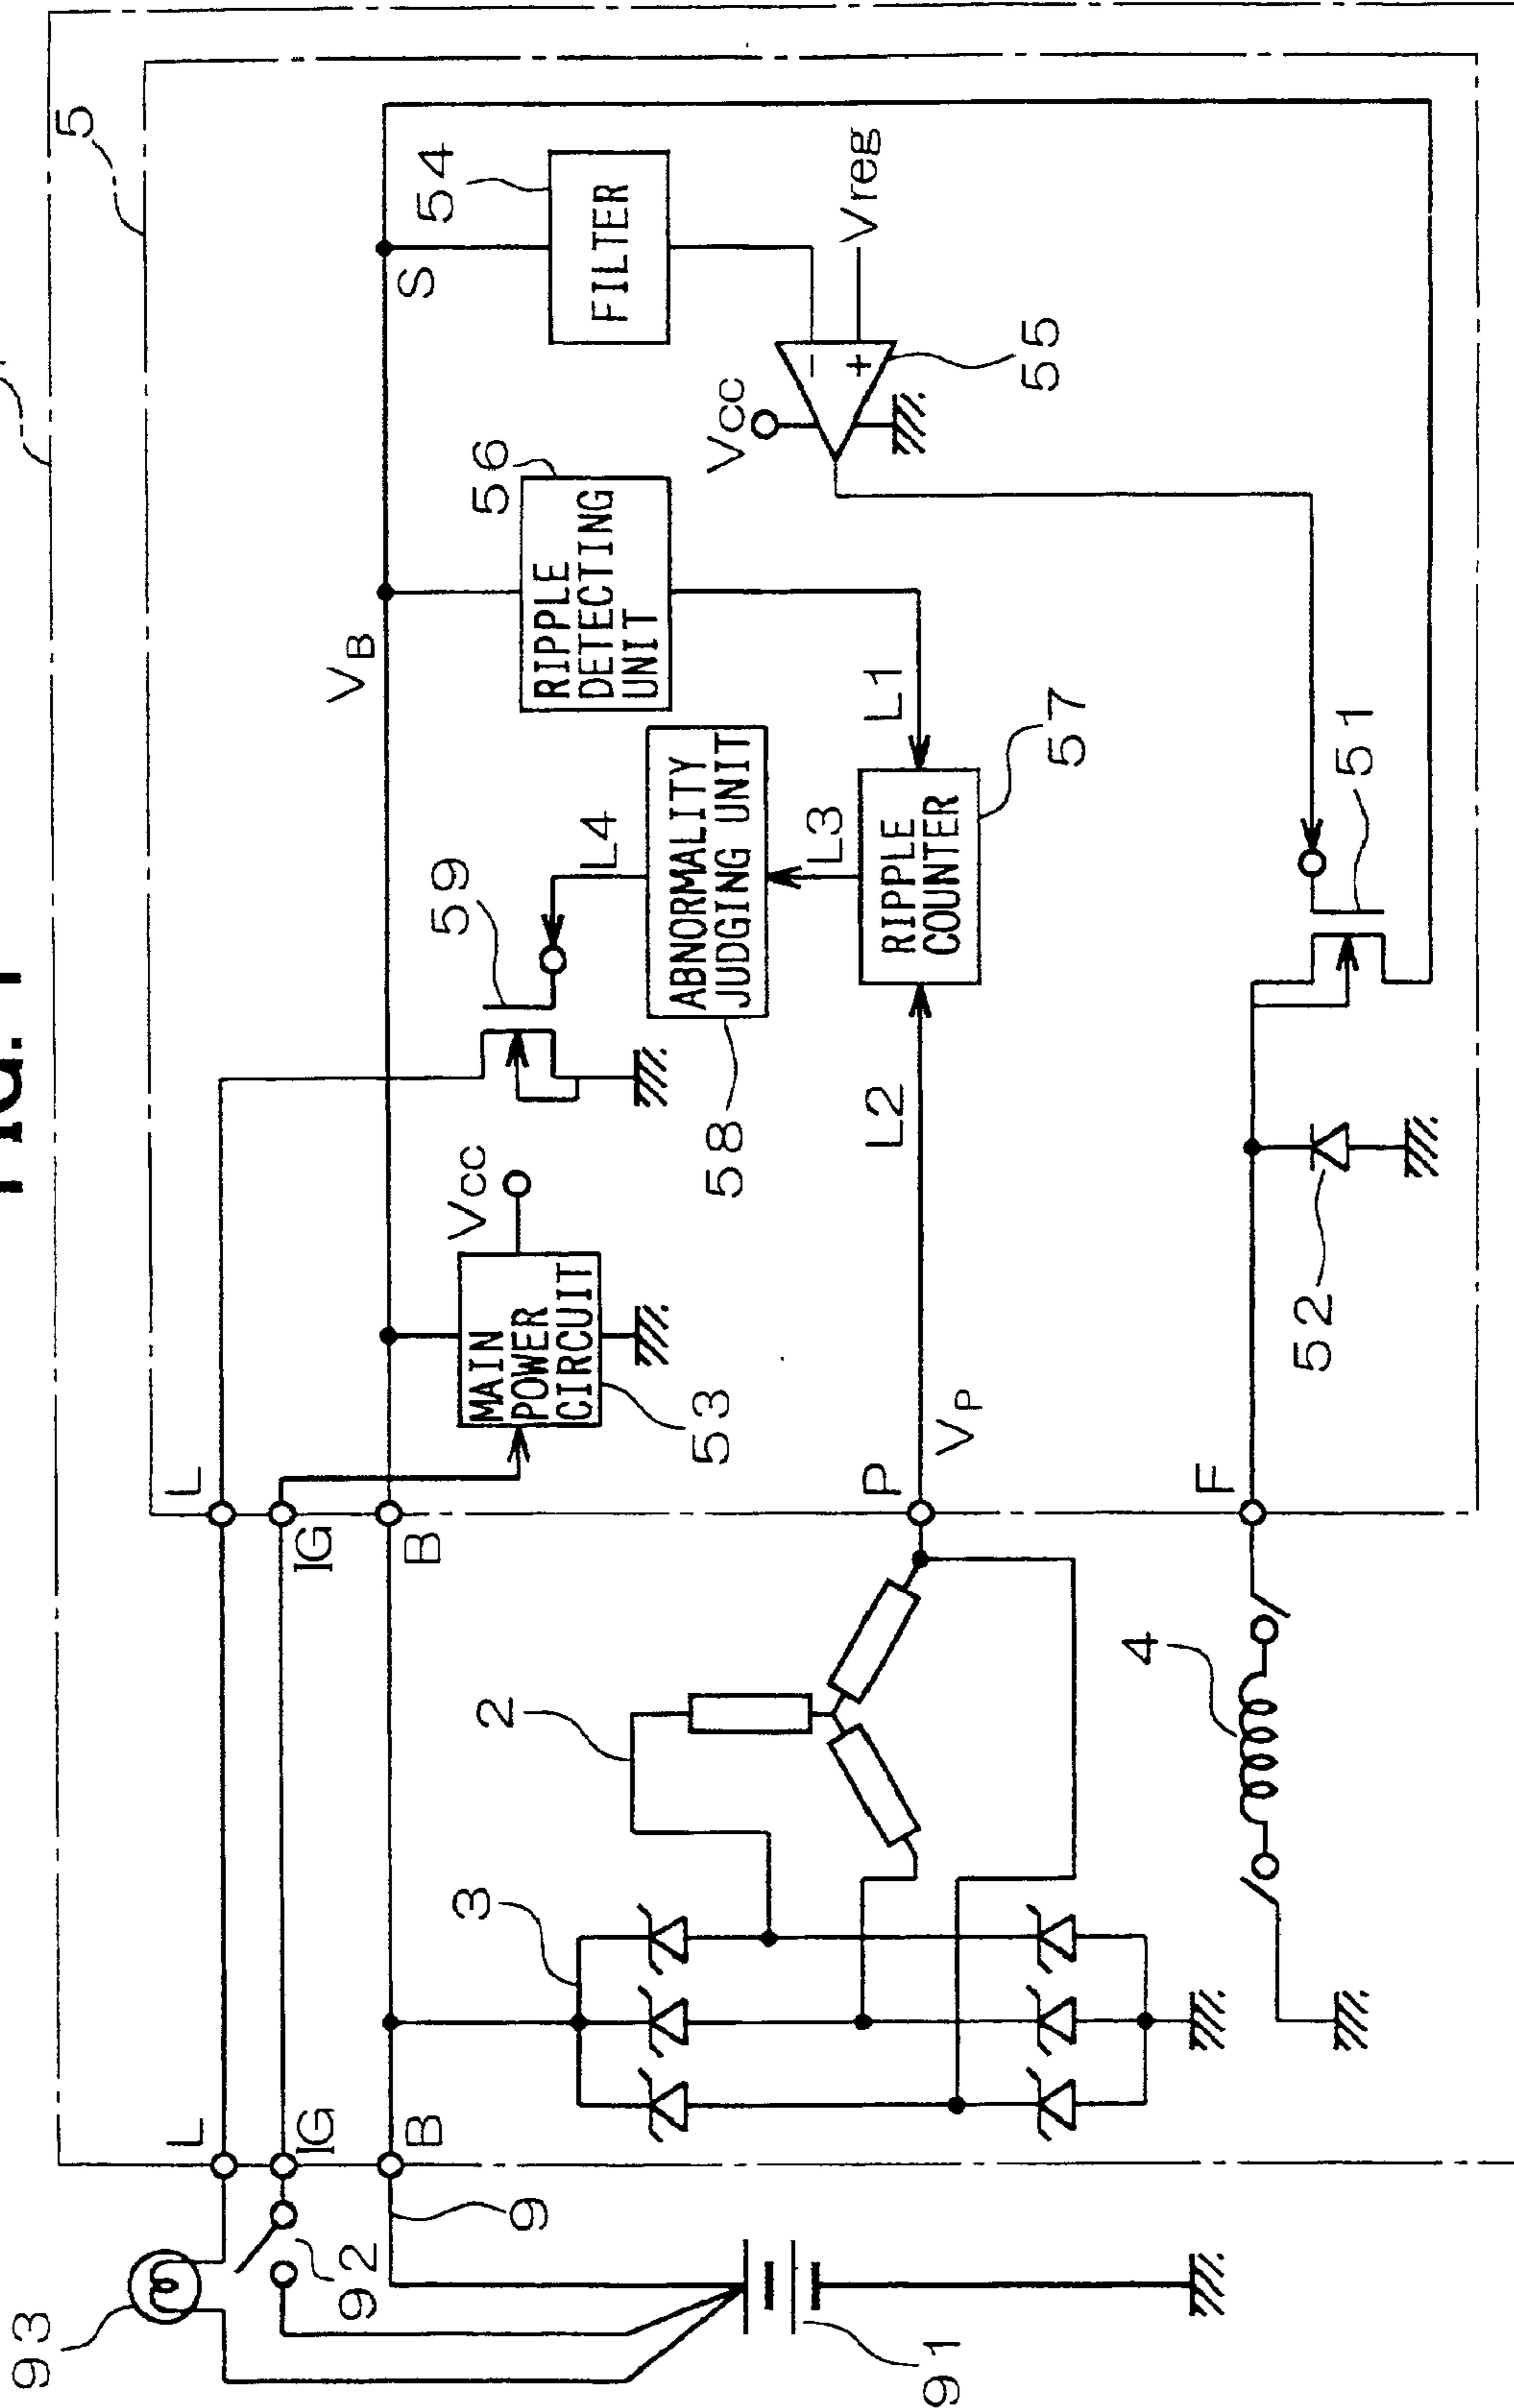 FIG. 1
5
L
IG
B
P
F
L
IG
B
93
92
9
91
3
2
4
VB
S
VP
MAIN
POWER
CIRCUIT
53
Vcc
59
L4
ABNORMALITY
JUDGING UNIT
58
L3
RIPPLE
COUNTER
57
L2
L1
RIPPLE
DETECTING
UNIT
56
FILTER
54
Vcc
Vreg
−
+
55
51
52